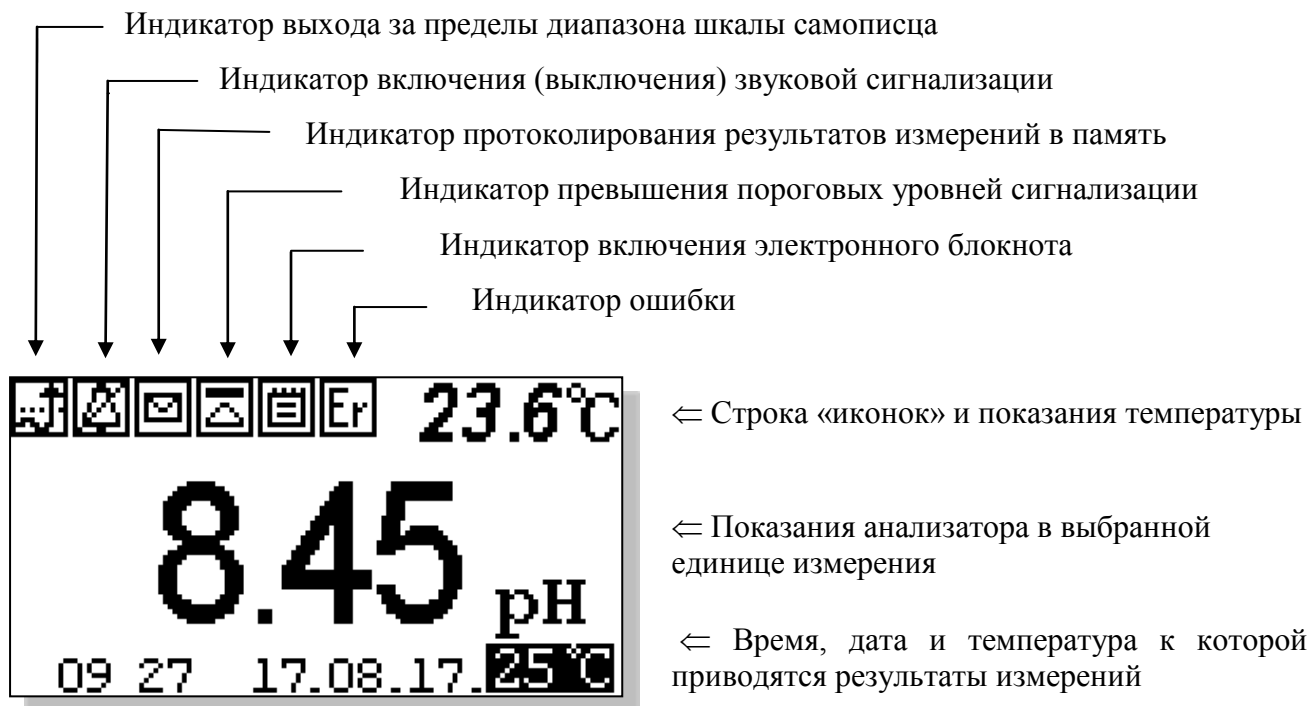 Индикатор выхода за пределы диапазона шкалы самописца
Индикатор включения (выключения) звуковой сигнализации
Индикатор протоколирования результатов измерений в память
Индикатор превышения пороговых уровней сигнализации
Индикатор включения электронного блокнота
Индикатор ошибки
Er 23.6°C
⇐ Строка «иконок» и показания температуры
8.45 pH
⇐ Показания анализатора в выбранной
единице измерения
09 27 17.08.17. 25°C
⇐ Время, дата и температура к которой
приводятся результаты измерений